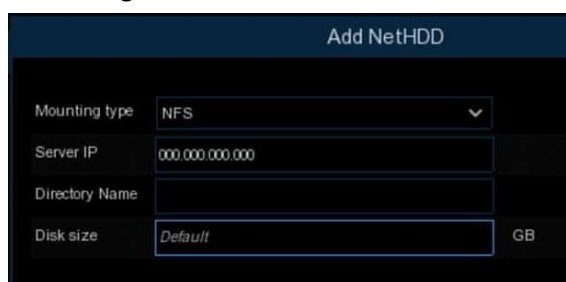 Add NetHDD
Mounting type NFS
Server IP 000.000.000.000
Directory Name
Disk size Default GB